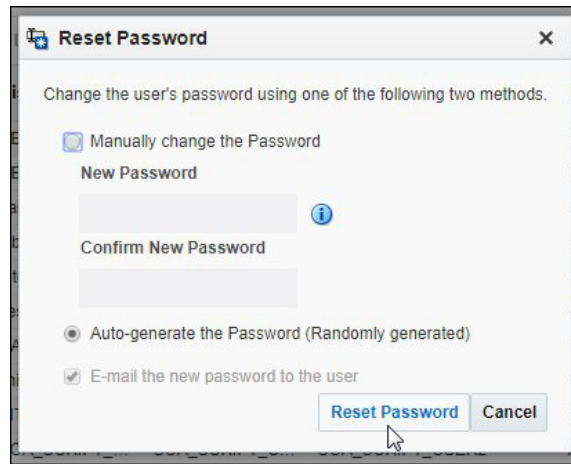 Reset Password
Change the user's password using one of the following two methods.
Manually change the Password
New Password
Confirm New Password
Auto-generate the Password (Randomly generated)
E-mail the new password to the user
Reset Password Cancel